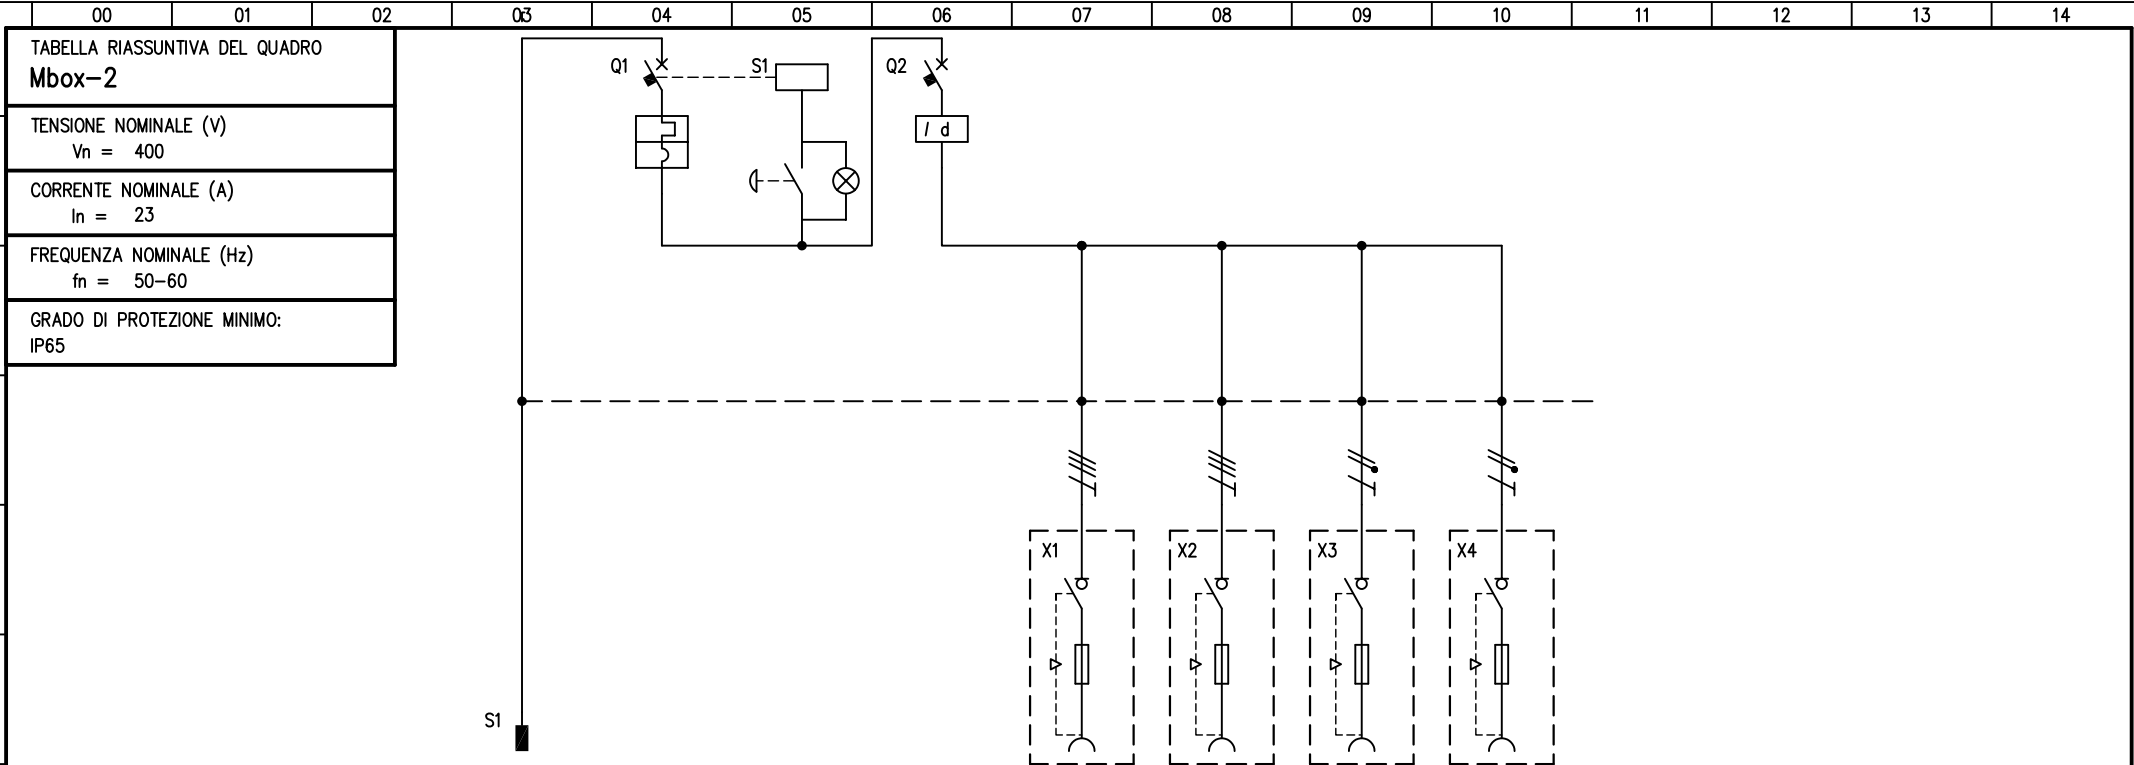 00 01 02 03 04 05 06 07 08 09 10 11 12 13 14
TABELLA RIASSUNTIVA DEL QUADRO
Mbox-2
TENSIONE NOMINALE (V)
Vn = 400
CORRENTE NOMINALE (A)
In = 23
FREQUENZA NOMINALE (Hz)
fn = 50-60
GRADO DI PROTEZIONE MINIMO:
IP65
Q1 S1 Q2
I d
X1 X2 X3 X4
S1